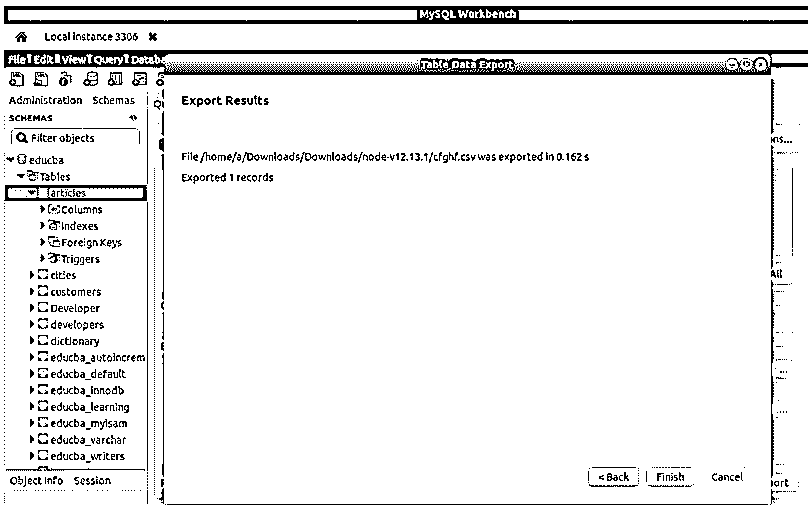 MySQL Workbench
Local instance 3306
File Edit View Query Databa
Table Data Export
Administration Schemas
SCHEMAS
Filter objects
educba
Tables
articles
Columns
Indexes
Foreign Keys
Triggers
cities
customers
Developer
developers
dictionary
educba_autoincrem
educba_default
educba_innodb
educba_learning
educba_myisam
educba_varchar
educba_writers
Object Info Session
Export Results
File /home/a/Downloads/Downloads/node-v12.13.1/cfghf.csv was exported in 0.162 s
Exported 1 records
ns...
All
< Back Finish Cancel
ort